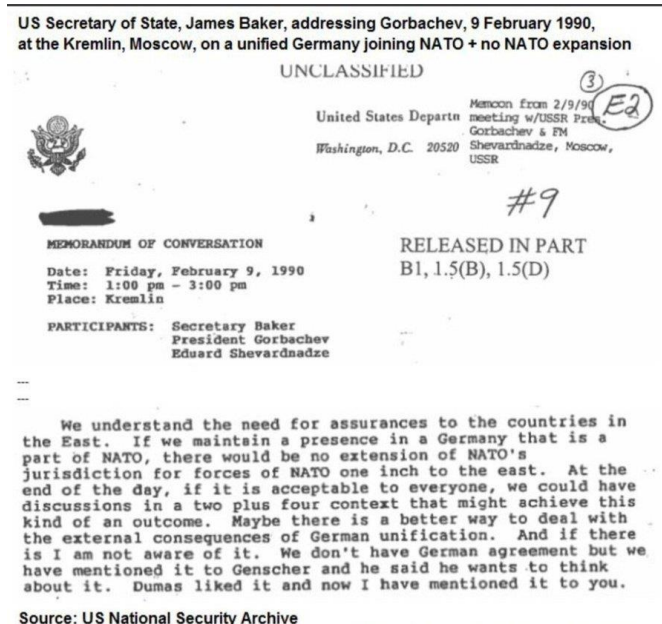 US Secretary of State, James Baker, addressing Gorbachev, 9 February 1990,
at the Kremlin, Moscow, on a unified Germany joining NATO + no NATO expansion
UNCLASSIFIED
3
E2
Memcon from 2/9/90
United States Departn
meeting w/USSR Pres.
Gorbachev & FM
Washington, D.C. 20520
Shevardnadze, Moscow,
USSR
#9
MEMORANDUM OF CONVERSATION
RELEASED IN PART
B1, 1.5(B), 1.5(D)
Date: Friday, February 9, 1990
Time: 1:00 pm - 3:00 pm
Place: Kremlin
PARTICIPANTS: Secretary Baker
President Gorbachev
Eduard Shevardnadze
---
---
We understand the need for assurances to the countries in
the East. If we maintain a presence in a Germany that is a
part of NATO, there would be no extension of NATO's
jurisdiction for forces of NATO one inch to the east. At the
end of the day, if it is acceptable to everyone, we could have
discussions in a two plus four context that might achieve this
kind of an outcome. Maybe there is a better way to deal with
the external consequences of German unification. And if there
is I am not aware of it. We don't have German agreement but we
have mentioned it to Genscher and he said he wants to think
about it. Dumas liked it and now I have mentioned it to you.
Source: US National Security Archive